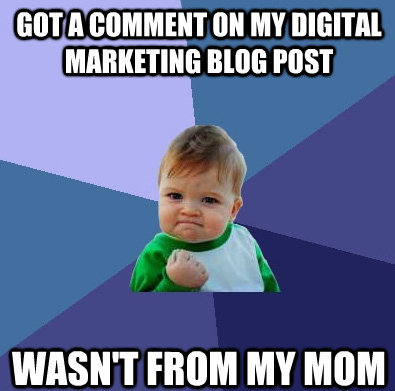 GOT A COMMENT ON MY DIGITAL
MARKETING BLOG POST
WASN'T FROM MY MOM